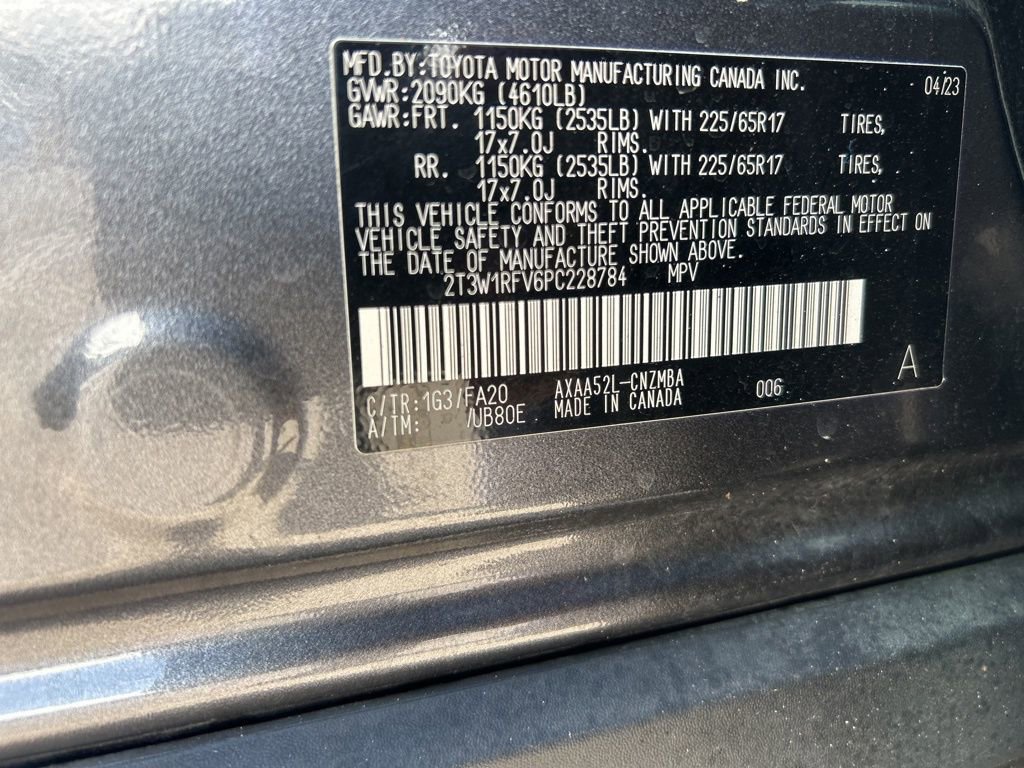 MFD.BY:TOYOTA MOTOR MANUFACTURING CANADA INC. 04/23
GVWR:2090KG (4610LB)
GAWR:FRT. 1150KG (2535LB) WITH 225/65R17 TIRES,
17x7.0J RIMS.
RR. 1150KG (2535LB) WITH 225/65R17 TIRES,
17x7.0J RIMS.
THIS VEHICLE CONFORMS TO ALL APPLICABLE FEDERAL MOTOR
VEHICLE SAFETY AND THEFT PREVENTION STANDARDS IN EFFECT ON
THE DATE OF MANUFACTURE SHOWN ABOVE.
2T3W1RFV6PC228784 MPV
C/TR:1G3/FA20 AXAA52L-CNZMBA 006 A
A/TM: /UB80E MADE IN CANADA